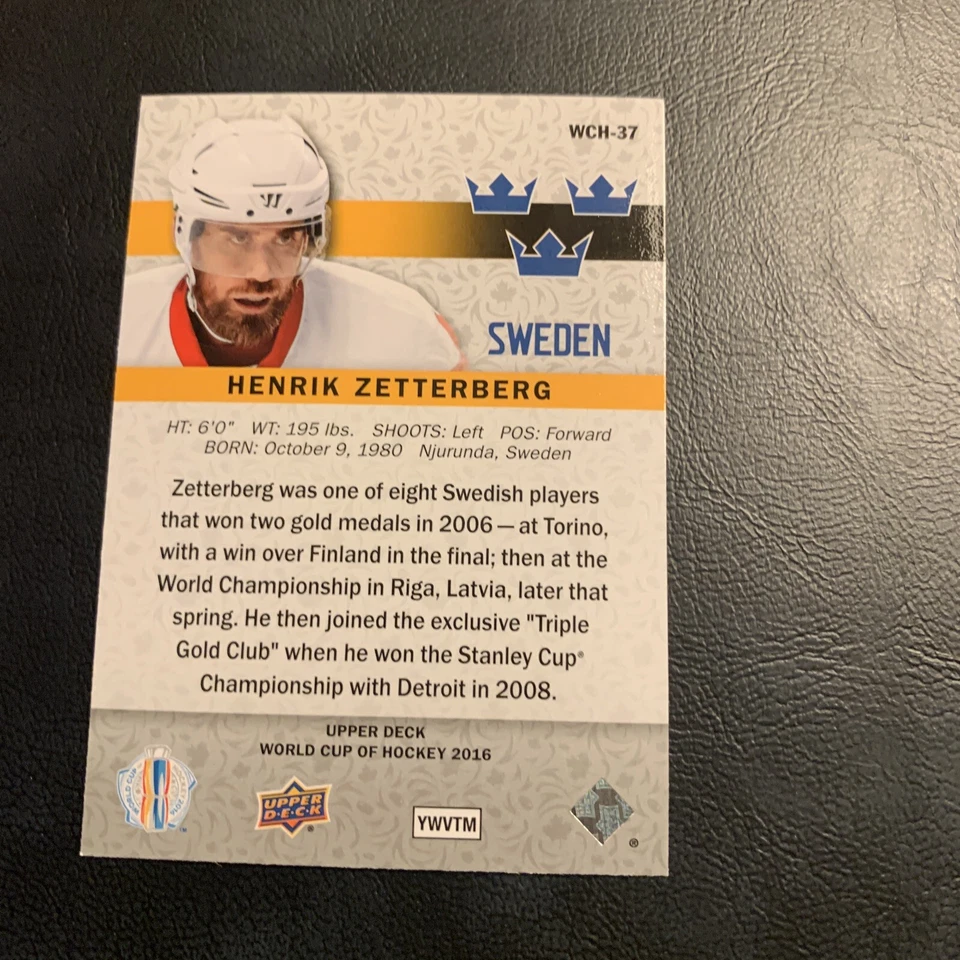 WCH-37
SWEDEN
HENRIK ZETTERBERG
HT: 6'0" WT: 195 lbs. SHOOTS: Left POS: Forward
BORN: October 9, 1980 Njurunda, Sweden
Zetterberg was one of eight Swedish players
that won two gold medals in 2006 — at Torino,
with a win over Finland in the final; then at the
World Championship in Riga, Latvia, later that
spring. He then joined the exclusive "Triple
Gold Club" when he won the Stanley Cup®
Championship with Detroit in 2008.
UPPER DECK
WORLD CUP OF HOCKEY 2016
WORLD CUP
UPPER
DECK
®
YWVTM
®